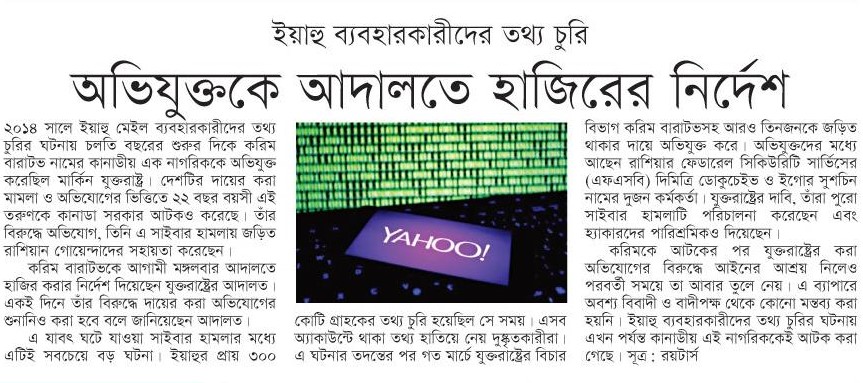 ইয়াহু ব্যবহারকারীদের তথ্য চুরি
অভিযুক্তকে আদালতে হাজিরের নির্দেশ
২০১৪ সালে ইয়াহু মেইল ব্যবহারকারীদের তথ্য
চুরির ঘটনায় চলতি বছরের শুরুর দিকে করিম
বারাটভ নামের কানাডীয় এক নাগরিককে অভিযুক্ত
করেছিল মার্কিন যুক্তরাষ্ট্র। দেশটির দায়ের করা
মামলা ও অভিযোগের ভিত্তিতে ২২ বছর বয়সী এই
তরুণকে কানাডা সরকার আটকও করেছে। তাঁর
বিরুদ্ধে অভিযোগ, তিনি এ সাইবার হামলায় জড়িত
রাশিয়ান গোয়েন্দাদের সহায়তা করেছেন।
করিম বারাটভকে আগামী মঙ্গলবার আদালতে
হাজির করার নির্দেশ দিয়েছেন যুক্তরাষ্ট্রের আদালত।
একই দিনে তাঁর বিরুদ্ধে দায়ের করা অভিযোগের
শুনানিও করা হবে বলে জানিয়েছেন আদালত।
এ যাবৎ ঘটে যাওয়া সাইবার হামলার মধ্যে
এটিই সবচেয়ে বড় ঘটনা। ইয়াহুর প্রায় ৩০০
YAHOO!
কোটি গ্রাহকের তথ্য চুরি হয়েছিল সে সময়। এসব
অ্যাকাউন্টে থাকা তথ্য হাতিয়ে নেয় দুষ্কৃতকারীরা।
এ ঘটনার তদন্তের পর গত মার্চে যুক্তরাষ্ট্রের বিচার
বিভাগ করিম বারাটভসহ আরও তিনজনকে জড়িত
থাকার দায়ে অভিযুক্ত করে। অভিযুক্তদের মধ্যে
আছেন রাশিয়ার ফেডারেল সিকিউরিটি সার্ভিসের
(এফএসবি) দিমিত্রি ডোকুচেইভ ও ইগোর সুশচিন
নামের দুজন কর্মকর্তা। যুক্তরাষ্ট্রের দাবি, তাঁরা পুরো
সাইবার হামলাটি পরিচালনা করেছেন এবং
হ্যাকারদের পারিশ্রমিকও দিয়েছেন।
করিমকে আটকের পর যুক্তরাষ্ট্রের করা
অভিযোগের বিরুদ্ধে আইনের আশ্রয় নিলেও
পরবর্তী সময়ে তা আবার তুলে নেয়। এ ব্যাপারে
অবশ্য বিবাদী ও বাদীপক্ষ থেকে কোনো মন্তব্য করা
হয়নি। ইয়াহু ব্যবহারকারীদের তথ্য চুরির ঘটনায়
এখন পর্যন্ত কানাডীয় এই নাগরিককেই আটক করা
গেছে। সূত্র : রয়টার্স